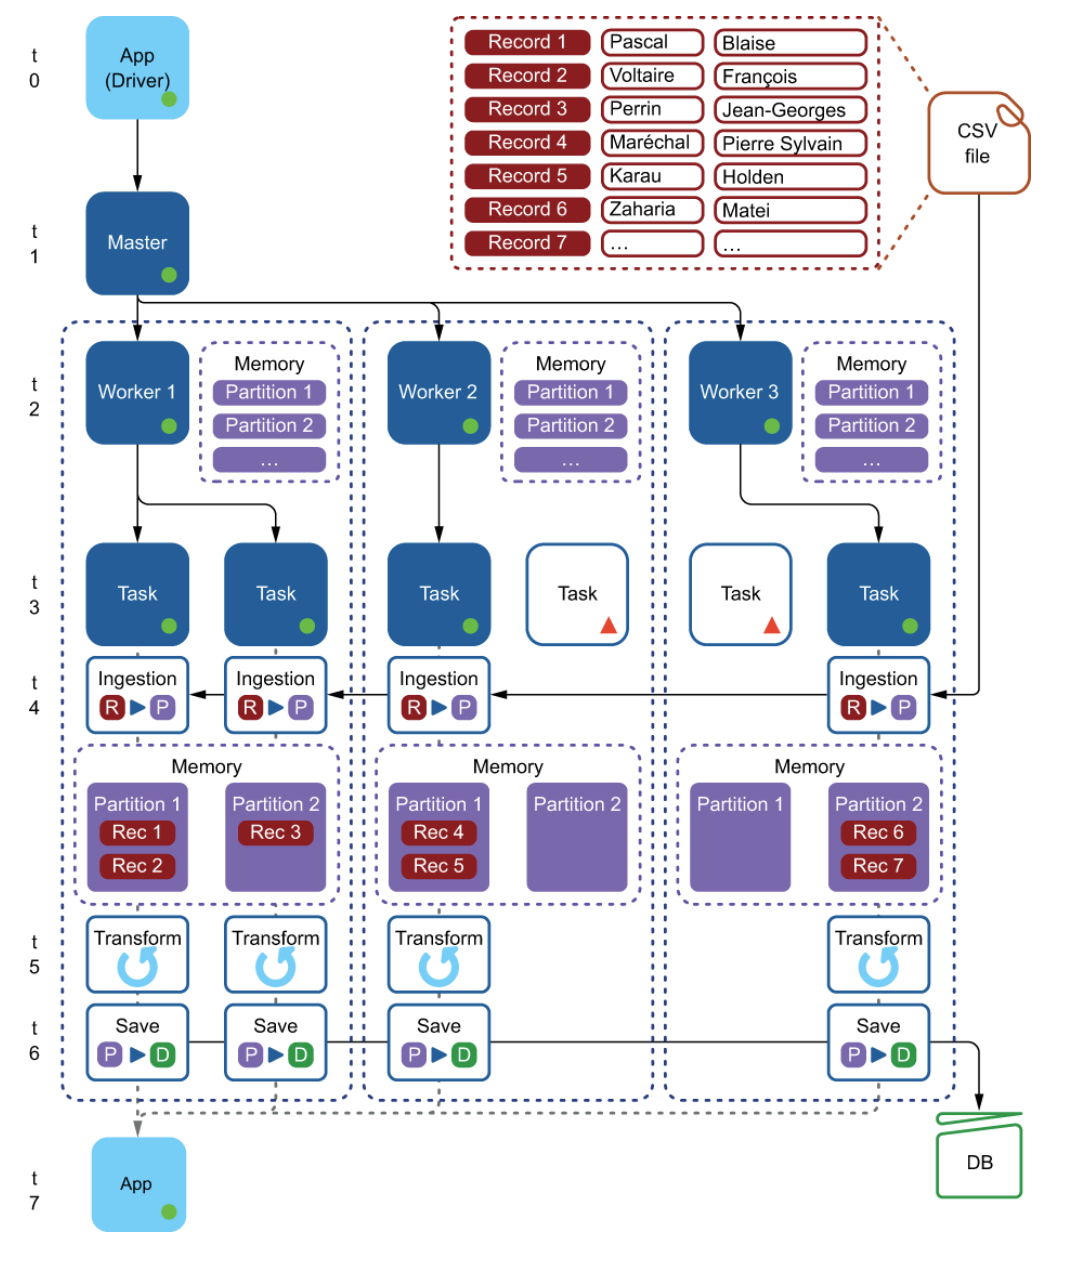 t
0
App
(Driver)
Record 1 Pascal Blaise
Record 2 Voltaire François
Record 3 Perrin Jean-Georges
Record 4 Maréchal Pierre Sylvain
Record 5 Karau Holden
Record 6 Zaharia Matei
Record 7 ... ...
CSV
file
t
1
Master
t
2
Worker 1
Memory
Partition 1
Partition 2
...
Worker 2
Memory
Partition 1
Partition 2
...
Worker 3
Memory
Partition 1
Partition 2
...
t
3
Task
Task
Task
Task
Task
Task
t
4
Ingestion
R P
Ingestion
R P
Ingestion
R P
Ingestion
R P
Memory
Partition 1
Rec 1
Rec 2
Partition 2
Rec 3
Memory
Partition 1
Rec 4
Rec 5
Partition 2
Memory
Partition 1
Partition 2
Rec 6
Rec 7
t
5
Transform
Transform
Transform
Transform
t
6
Save
P D
Save
P D
Save
P D
Save
P D
t
7
App
DB